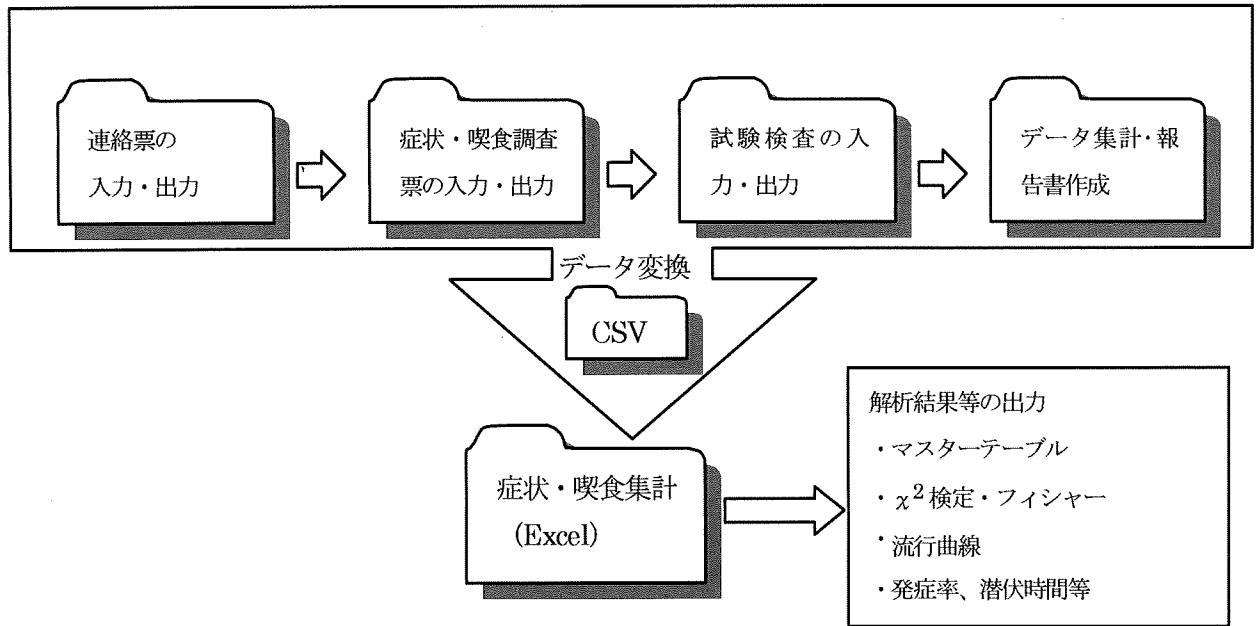 連絡票の
入力・出力
症状・喫食調査
票の入力・出力
試験検査の入
力・出力
データ集計・報
告書作成
データ変換
CSV
症状・喫食集計
(Excel)
解析結果等の出力
・マスターテーブル
・χ²検定・フィシャー
・流行曲線
・発症率、潜伏時間等